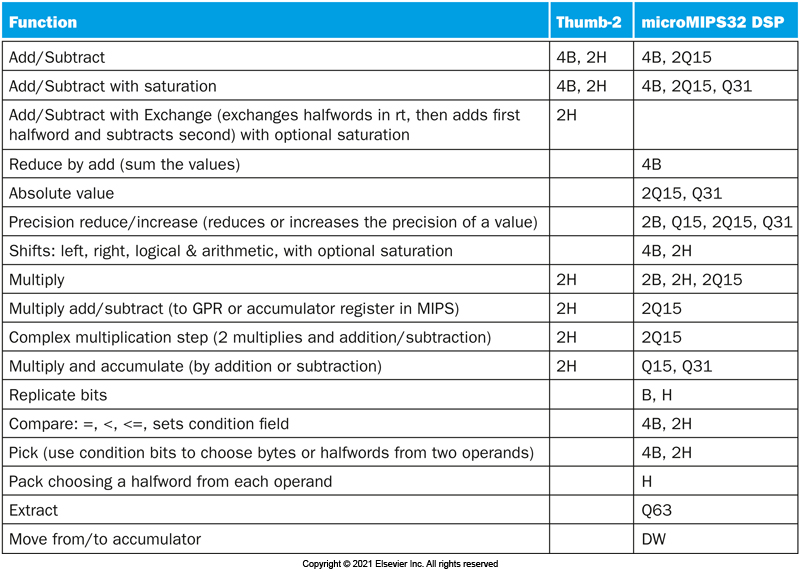 Function Thumb-2 microMIPS32 DSP
Add/Subtract 4B, 2H 4B, 2Q15
Add/Subtract with saturation 4B, 2H 4B, 2Q15, Q31
Add/Subtract with Exchange (exchanges halfwords in rt, then adds first 2H
halfword and subtracts second) with optional saturation
Reduce by add (sum the values) 4B
Absolute value 2Q15, Q31
Precision reduce/increase (reduces or increases the precision of a value) 2B, Q15, 2Q15, Q31
Shifts: left, right, logical & arithmetic, with optional saturation 4B, 2H
Multiply 2H 2B, 2H, 2Q15
Multiply add/subtract (to GPR or accumulator register in MIPS) 2H 2Q15
Complex multiplication step (2 multiplies and addition/subtraction) 2H 2Q15
Multiply and accumulate (by addition or subtraction) 2H Q15, Q31
Replicate bits B, H
Compare: =, <, <=, sets condition field 4B, 2H
Pick (use condition bits to choose bytes or halfwords from two operands) 4B, 2H
Pack choosing a halfword from each operand H
Extract Q63
Move from/to accumulator DW
Copyright © 2021 Elsevier Inc. All rights reserved